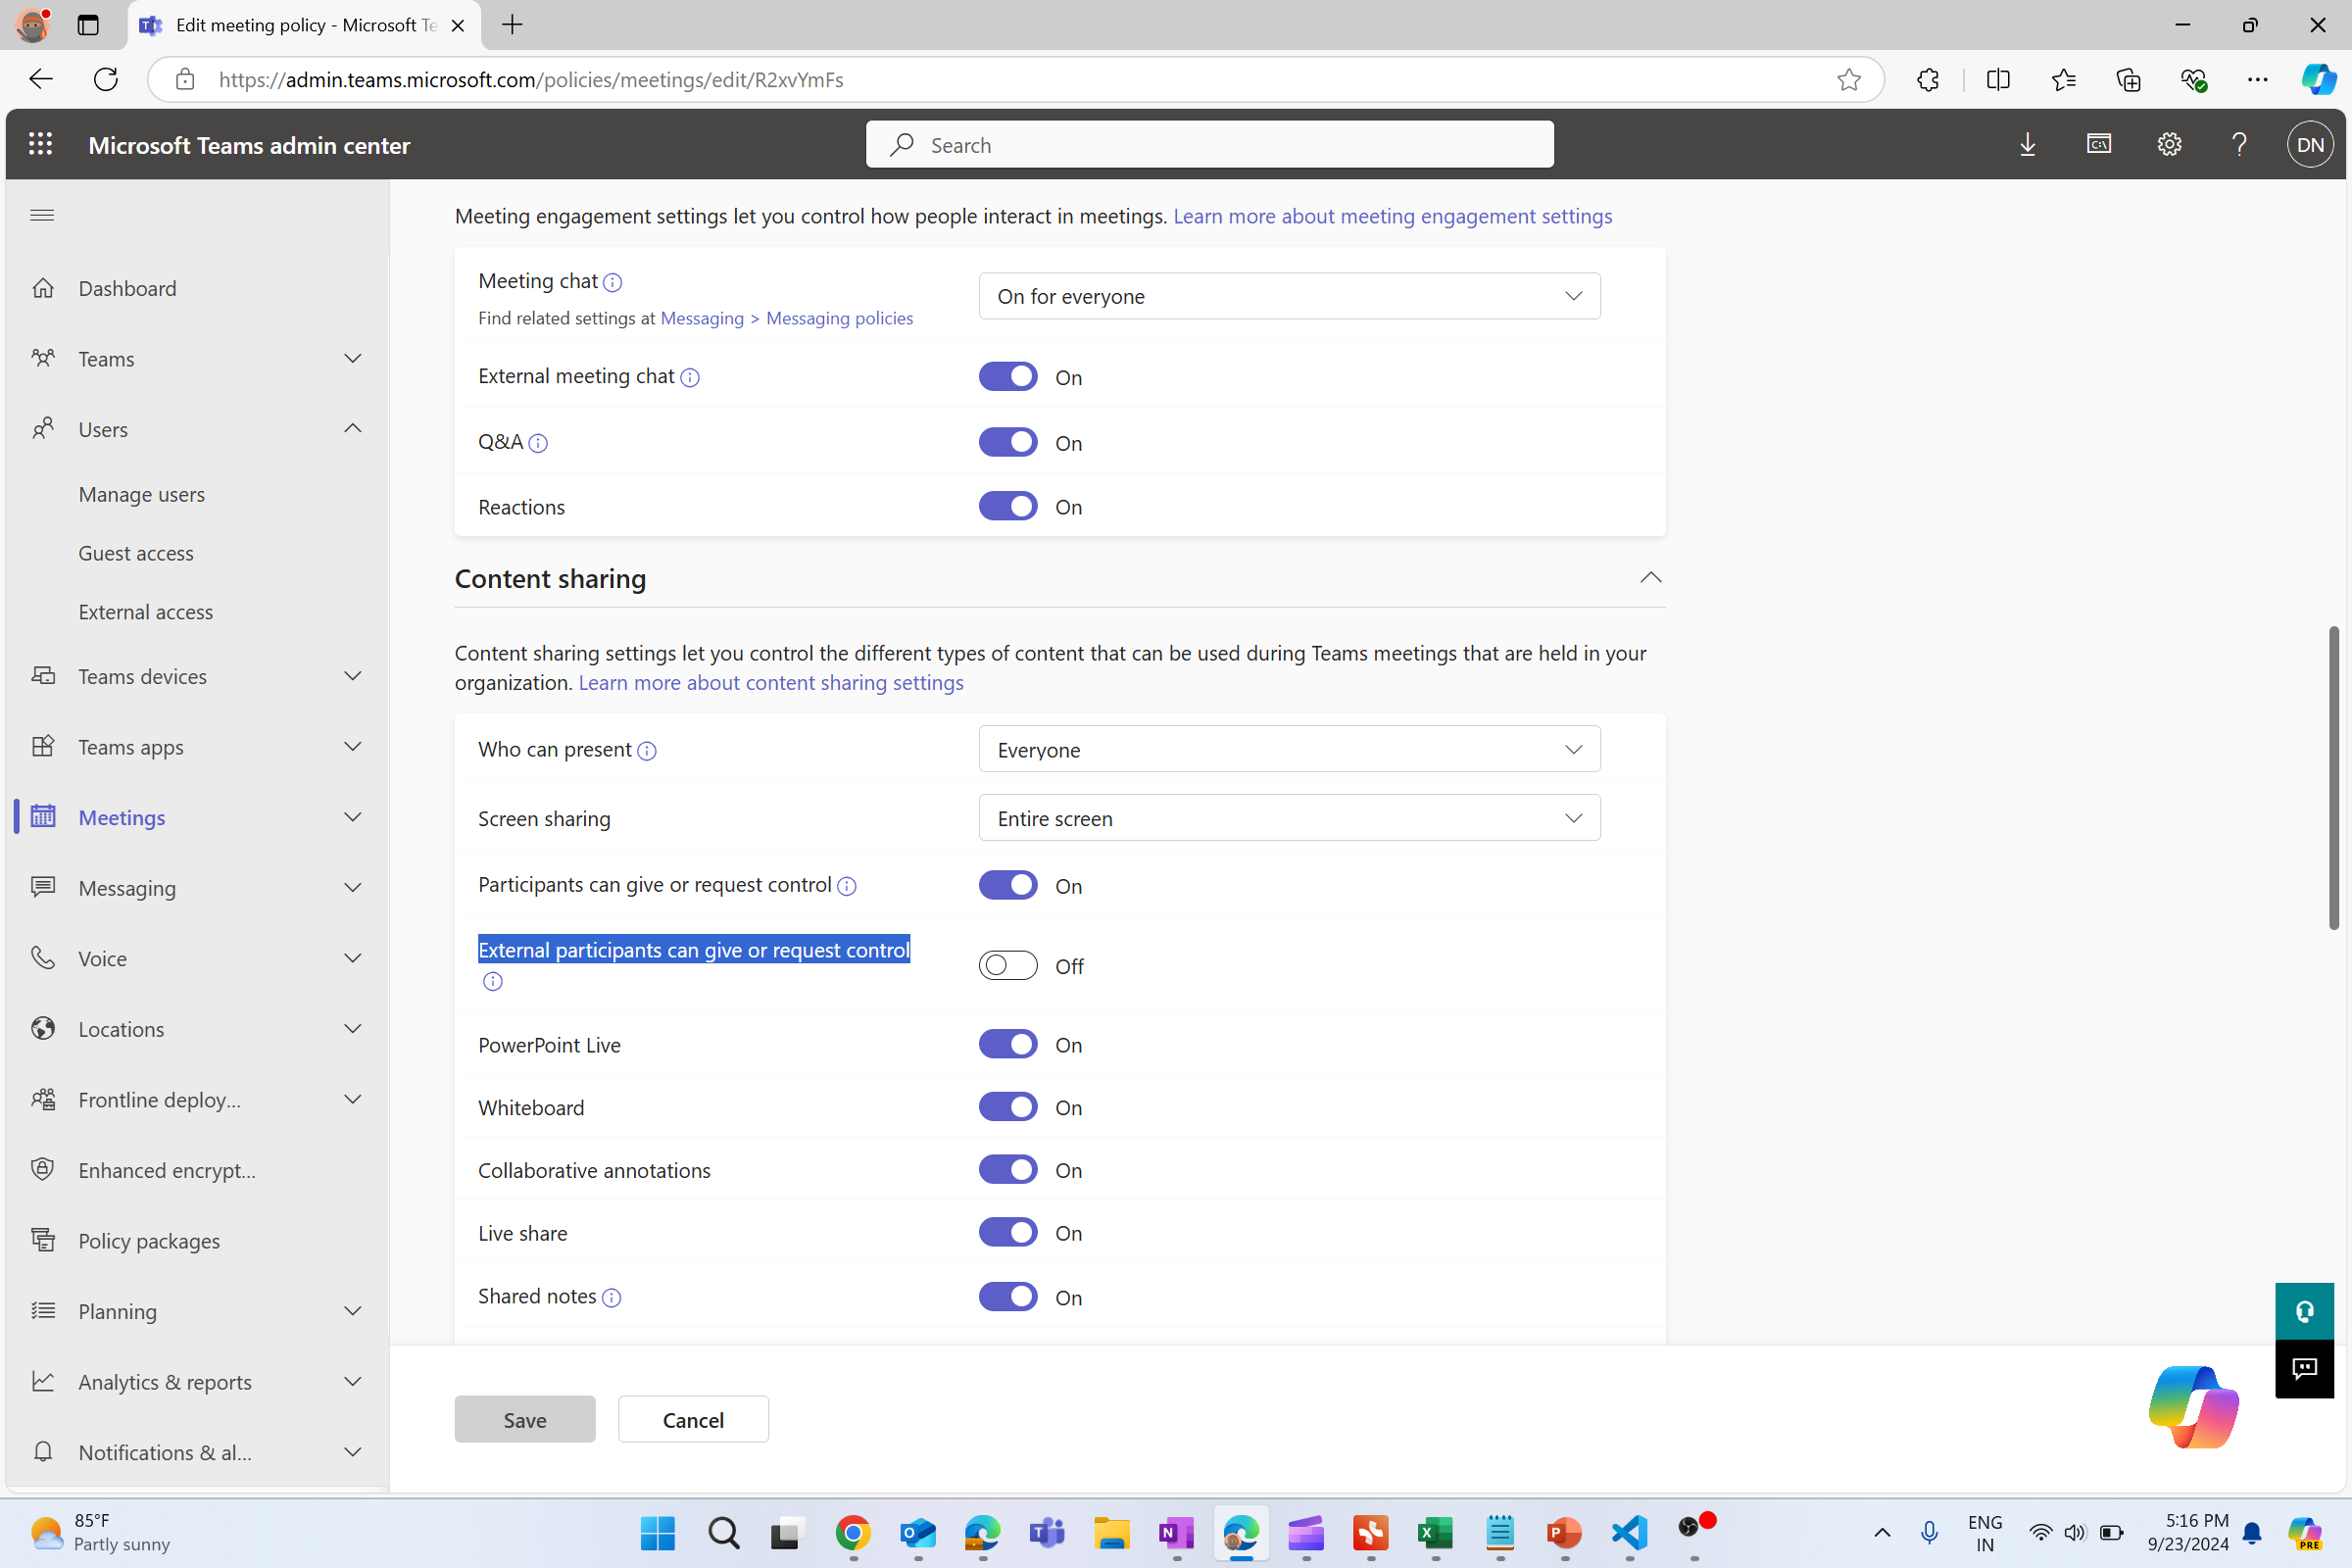 Edit meeting policy - Microsoft Te
https://admin.teams.microsoft.com/policies/meetings/edit/R2xvYmFs
Microsoft Teams admin center
Search
DN
Dashboard
Teams
Users
Manage users
Guest access
External access
Teams devices
Teams apps
Meetings
Messaging
Voice
Locations
Frontline deploy...
Enhanced encrypt...
Policy packages
Planning
Analytics & reports
Notifications & al...
Meeting engagement settings let you control how people interact in meetings. Learn more about meeting engagement settings
Meeting chat
On for everyone
Find related settings at Messaging > Messaging policies
External meeting chat
On
Q&A
On
Reactions
On
Content sharing
Content sharing settings let you control the different types of content that can be used during Teams meetings that are held in your
organization. Learn more about content sharing settings
Who can present
Everyone
Screen sharing
Entire screen
Participants can give or request control
On
External participants can give or request control
Off
PowerPoint Live
On
Whiteboard
On
Collaborative annotations
On
Live share
On
Shared notes
On
Save
Cancel
85°F
Partly sunny
ENG
IN
5:16 PM
9/23/2024
PRE